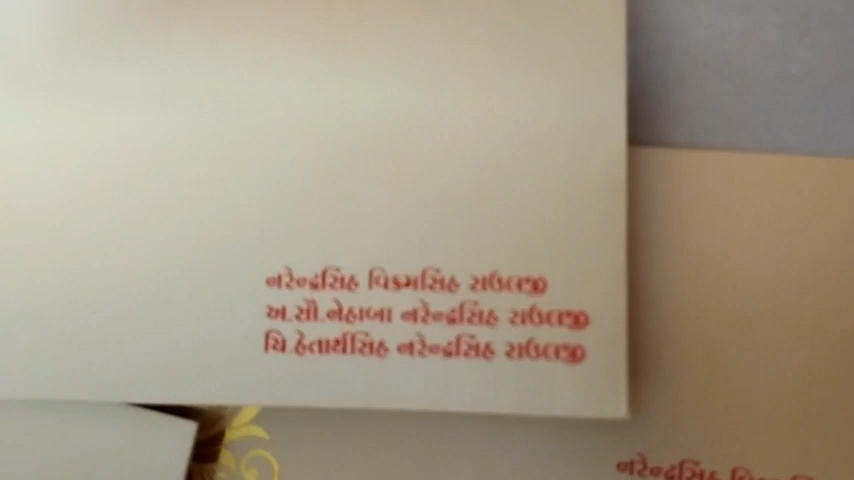 નરેન્દ્રસિંહ વિક્રમસિંહ રાઉલજી
અ.સૌ.નેહાબા નરેન્દ્રસિંહ રાઉલજી
ચિ.હેતાર્થસિંહ નરેન્દ્રસિંહ રાઉલજી
નરેન્દ્રસિંહ